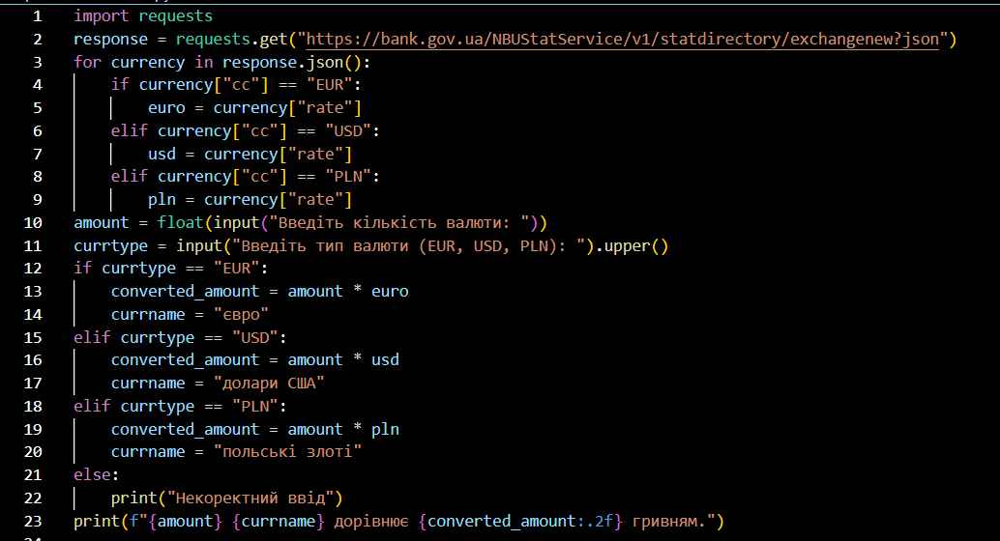 1 import requests
2 response = requests.get("https://bank.gov.ua/NBUStatService/v1/statdirectory/exchangenew?json")
3 for currency in response.json():
4     if currency["cc"] == "EUR":
5         euro = currency["rate"]
6     elif currency["cc"] == "USD":
7         usd = currency["rate"]
8     elif currency["cc"] == "PLN":
9         pln = currency["rate"]
10 amount = float(input("Введіть кількість валюти: "))
11 currtype = input("Введіть тип валюти (EUR, USD, PLN): ").upper()
12 if currtype == "EUR":
13     converted_amount = amount * euro
14     currname = "євро"
15 elif currtype == "USD":
16     converted_amount = amount * usd
17     currname = "долари США"
18 elif currtype == "PLN":
19     converted_amount = amount * pln
20     currname = "польські злоті"
21 else:
22     print("Некоректний ввід")
23 print(f"{amount} {currname} дорівнює {converted_amount:.2f} гривням.")